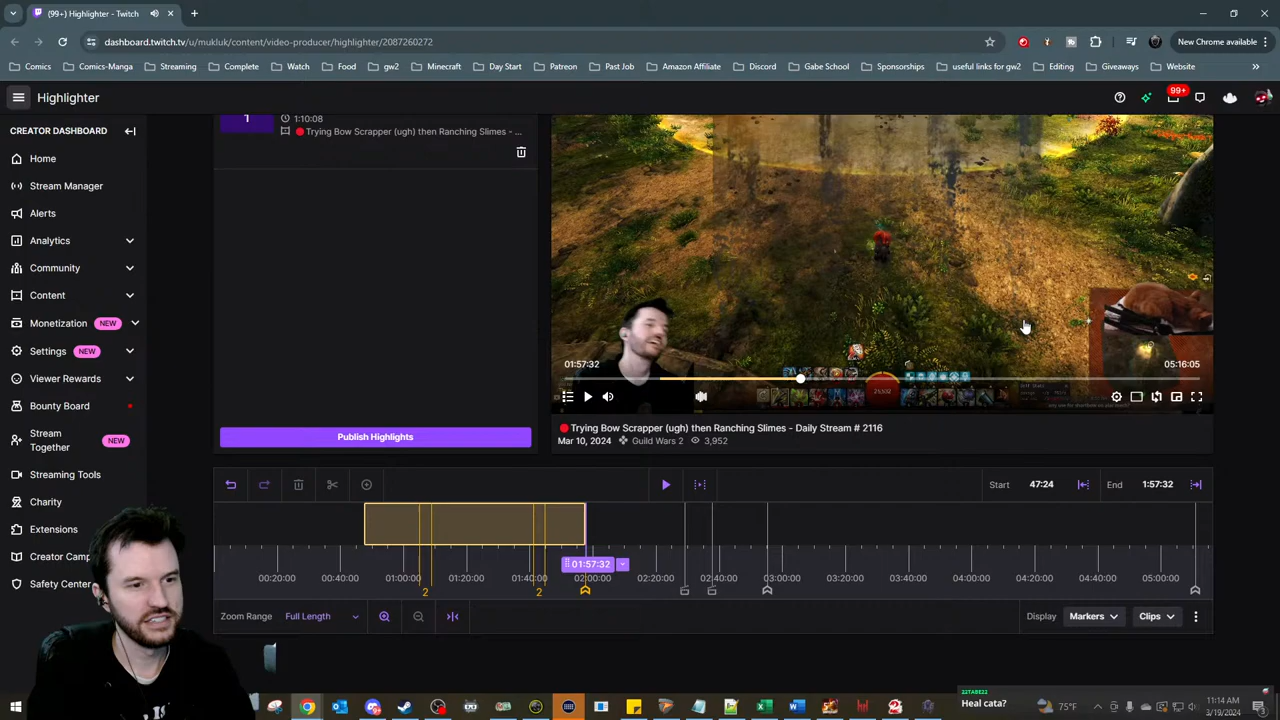 (99+) Highlighter - Twitch
dashboard.twitch.tv/u/mukluk/content/video-producer/highlighter/2087260272
New Chrome available
Comics
Comics-Manga
Streaming
Complete
Watch
Food
gw2
Minecraft
Day Start
Patreon
Past Job
Amazon Affiliate
Discord
Gabe School
Sponsorships
useful links for gw2
Editing
Giveaways
Website
Highlighter
99+
CREATOR DASHBOARD
Home
Stream Manager
Alerts
Analytics
Community
Content
Monetization NEW
Settings NEW
Viewer Rewards
Bounty Board
Stream Together NEW
Streaming Tools
Charity
Extensions
Creator Camp
Safety Center
1
1:10:08
Trying Bow Scrapper (ugh) then Ranching Slimes - ...
Publish Highlights
01:57:32
05:16:05
Trying Bow Scrapper (ugh) then Ranching Slimes - Daily Stream # 2116
Mar 10, 2024 Guild Wars 2 3,952
Start 47:24 End 1:57:32
01:57:32
00:20:00 00:40:00 01:00:00 01:20:00 01:40:00 02:00:00 02:20:00 02:40:00 03:00:00 03:20:00 03:40:00 04:00:00 04:20:00 04:40:00 05:00:00
2 2
Zoom Range Full Length
Display Markers Clips
22TABE22
Heal cata?
75°F
11:14 AM
3/19/2024